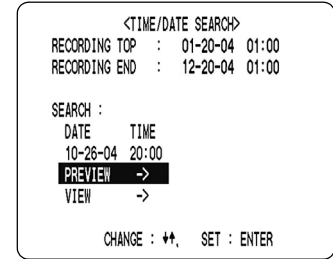 <TIME/DATE SEARCH>
RECORDING TOP : 01-20-04 01:00
RECORDING END : 12-20-04 01:00
SEARCH :
DATE TIME
10-26-04 20:00
PREVIEW ->
VIEW ->
CHANGE : ↓↑, SET : ENTER